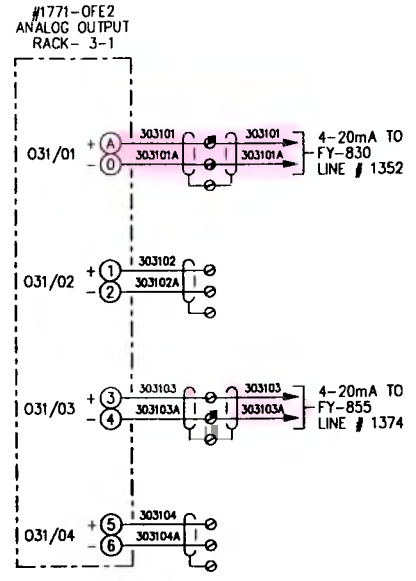 #1771-OFE2
ANALOG OUTPUT
RACK- 3-1
031/01
+ A 303101 303101
- 0 303101A 303101A
4-20mA TO
FY-830
LINE # 1352
031/02
+ 1 303102
- 2 303102A
031/03
+ 3 303103 303103
- 4 303103A 303103A
4-20mA TO
FY-855
LINE # 1374
031/04
+ 5 303104
- 6 303104A